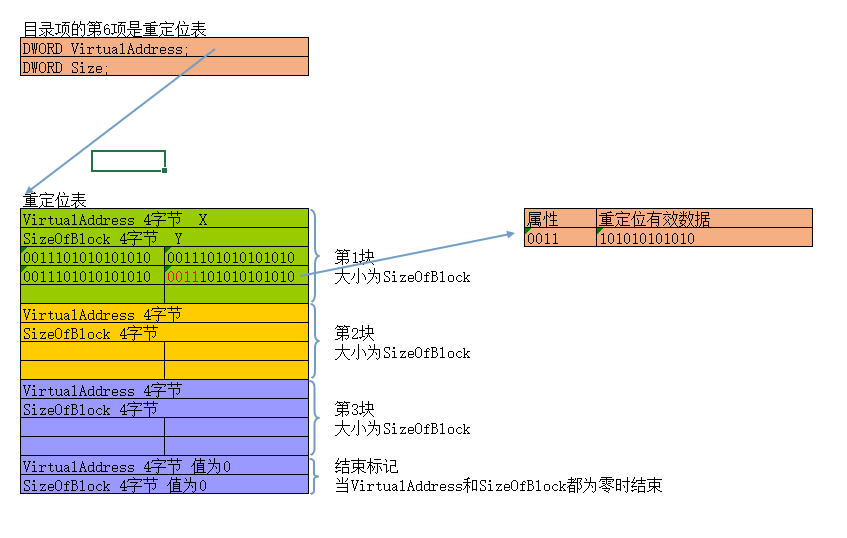 目录项的第6项是重定位表
DWORD VirtualAddress;
DWORD Size;
重定位表
VirtualAddress 4字节 X
SizeOfBlock 4字节 Y
0011101010101010 0011101010101010
0011101010101010 0011101010101010
第1块
大小为SizeOfBlock
属性 重定位有效数据
0011 101010101010
VirtualAddress 4字节
SizeOfBlock 4字节
第2块
大小为SizeOfBlock
VirtualAddress 4字节
SizeOfBlock 4字节
第3块
大小为SizeOfBlock
VirtualAddress 4字节 值为0
SizeOfBlock 4字节 值为0
结束标记
当VirtualAddress和SizeOfBlock都为零时结束